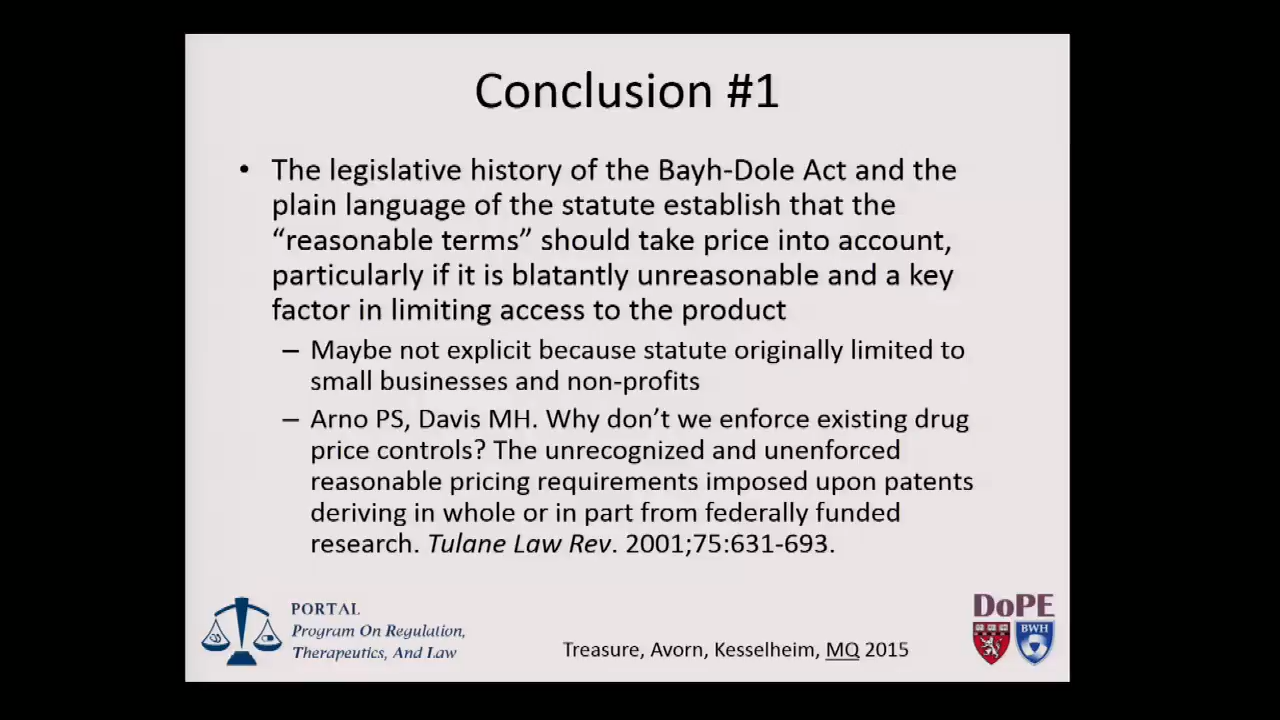 Conclusion #1
• The legislative history of the Bayh-Dole Act and the
plain language of the statute establish that the
“reasonable terms” should take price into account,
particularly if it is blatantly unreasonable and a key
factor in limiting access to the product
– Maybe not explicit because statute originally limited to
small businesses and non-profits
– Arno PS, Davis MH. Why don’t we enforce existing drug
price controls? The unrecognized and unenforced
reasonable pricing requirements imposed upon patents
deriving in whole or in part from federally funded
research. Tulane Law Rev. 2001;75:631-693.
PORTAL
Program On Regulation,
Therapeutics, And Law
Treasure, Avorn, Kesselheim, MQ 2015
DoPE
BWH